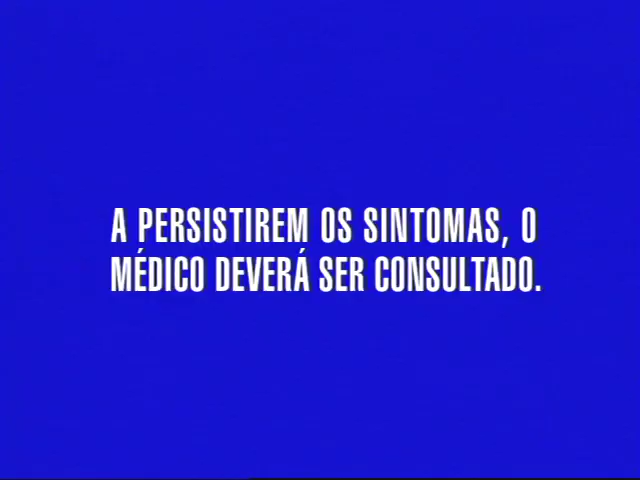 A PERSISTIREM OS SINTOMAS, O
MÉDICO DEVERÁ SER CONSULTADO.